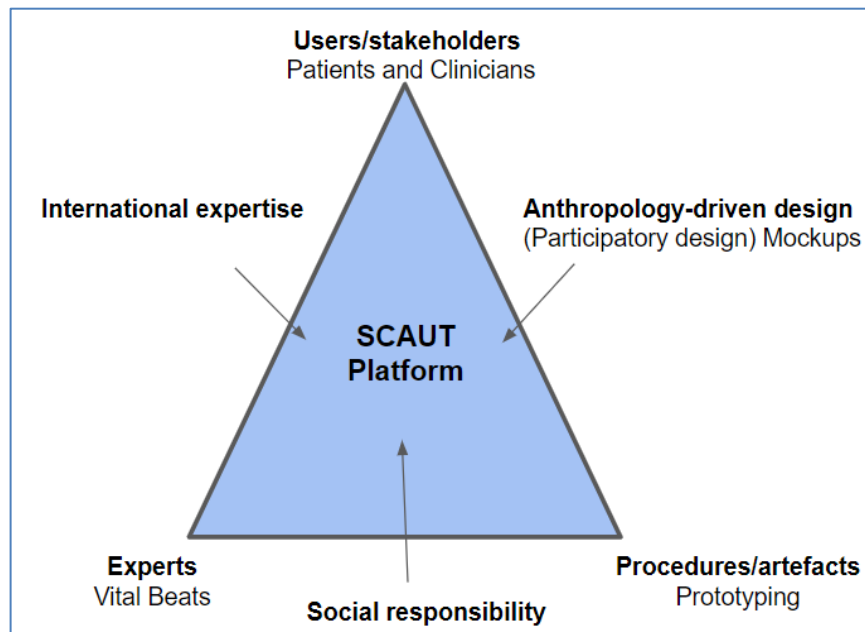 Users/stakeholders
Patients and Clinicians
International expertise
Anthropology-driven design
(Participatory design) Mockups
SCAUT
Platform
Experts
Vital Beats
Social responsibility
Procedures/artefacts
Prototyping